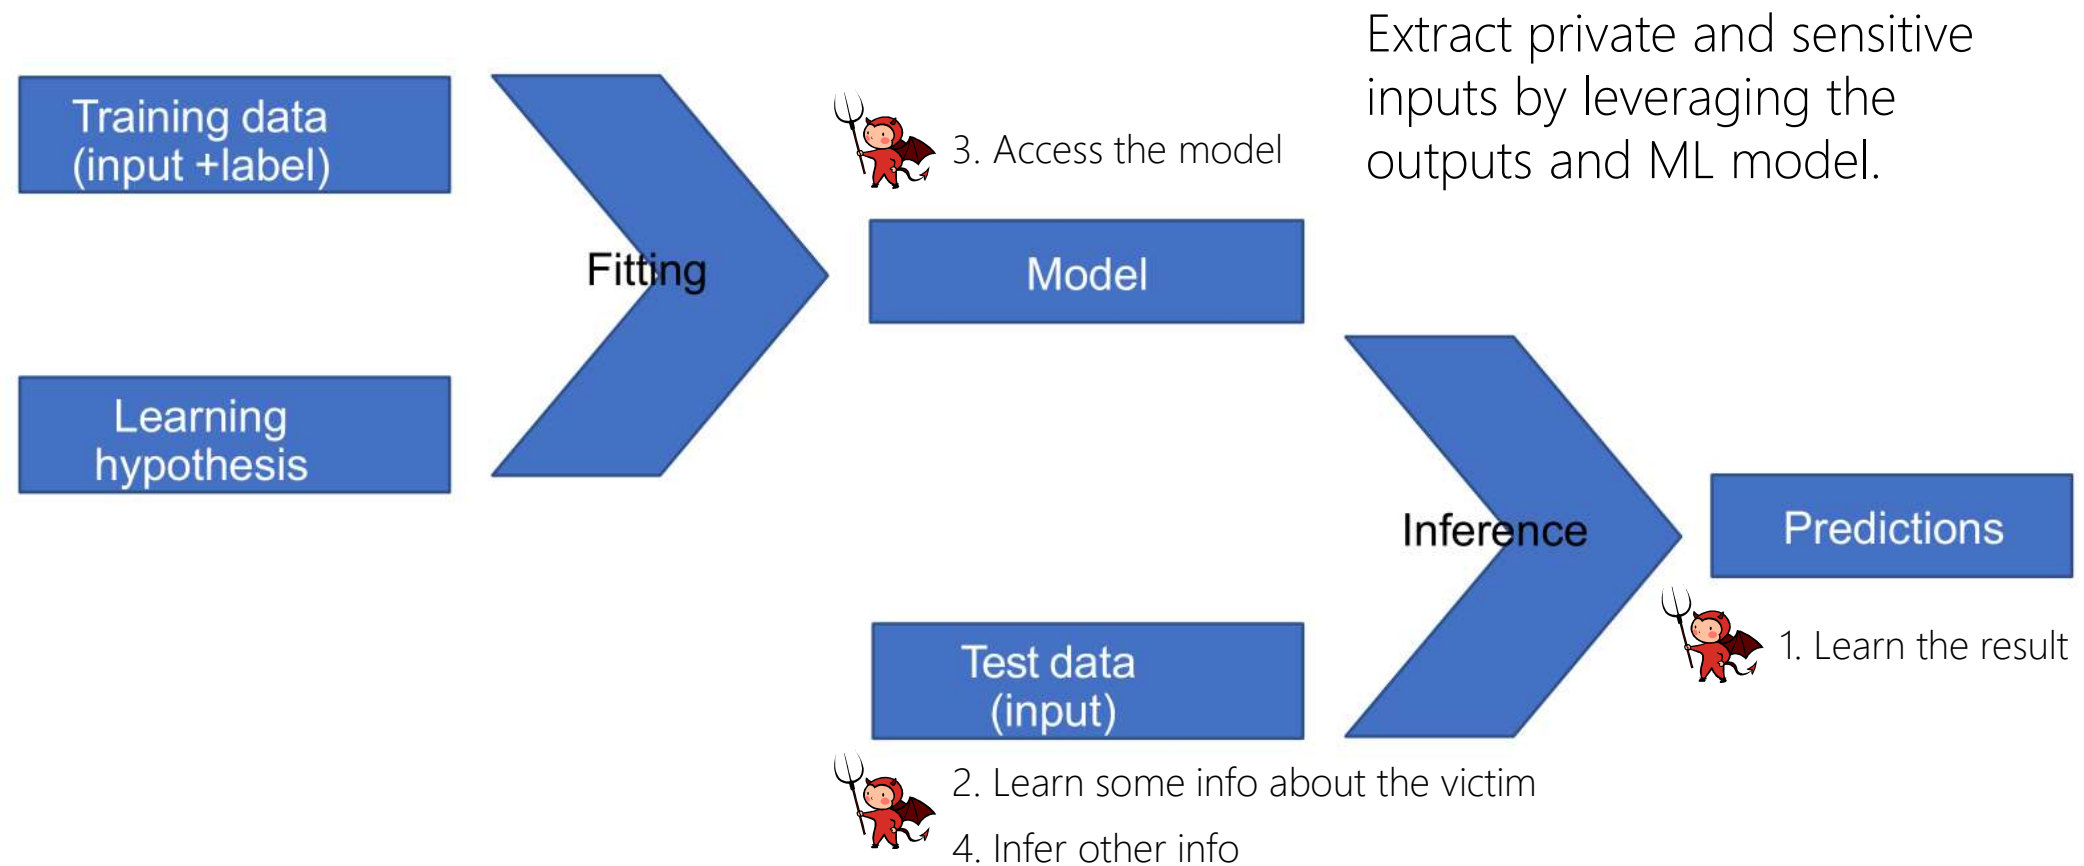 Extract private and sensitive
inputs by leveraging the
outputs and ML model.
Training data
(input +label)
3. Access the model
Fitting
Model
Learning
hypothesis
Inference
Predictions
1. Learn the result
Test data
(input)
2. Learn some info about the victim
4. Infer other info